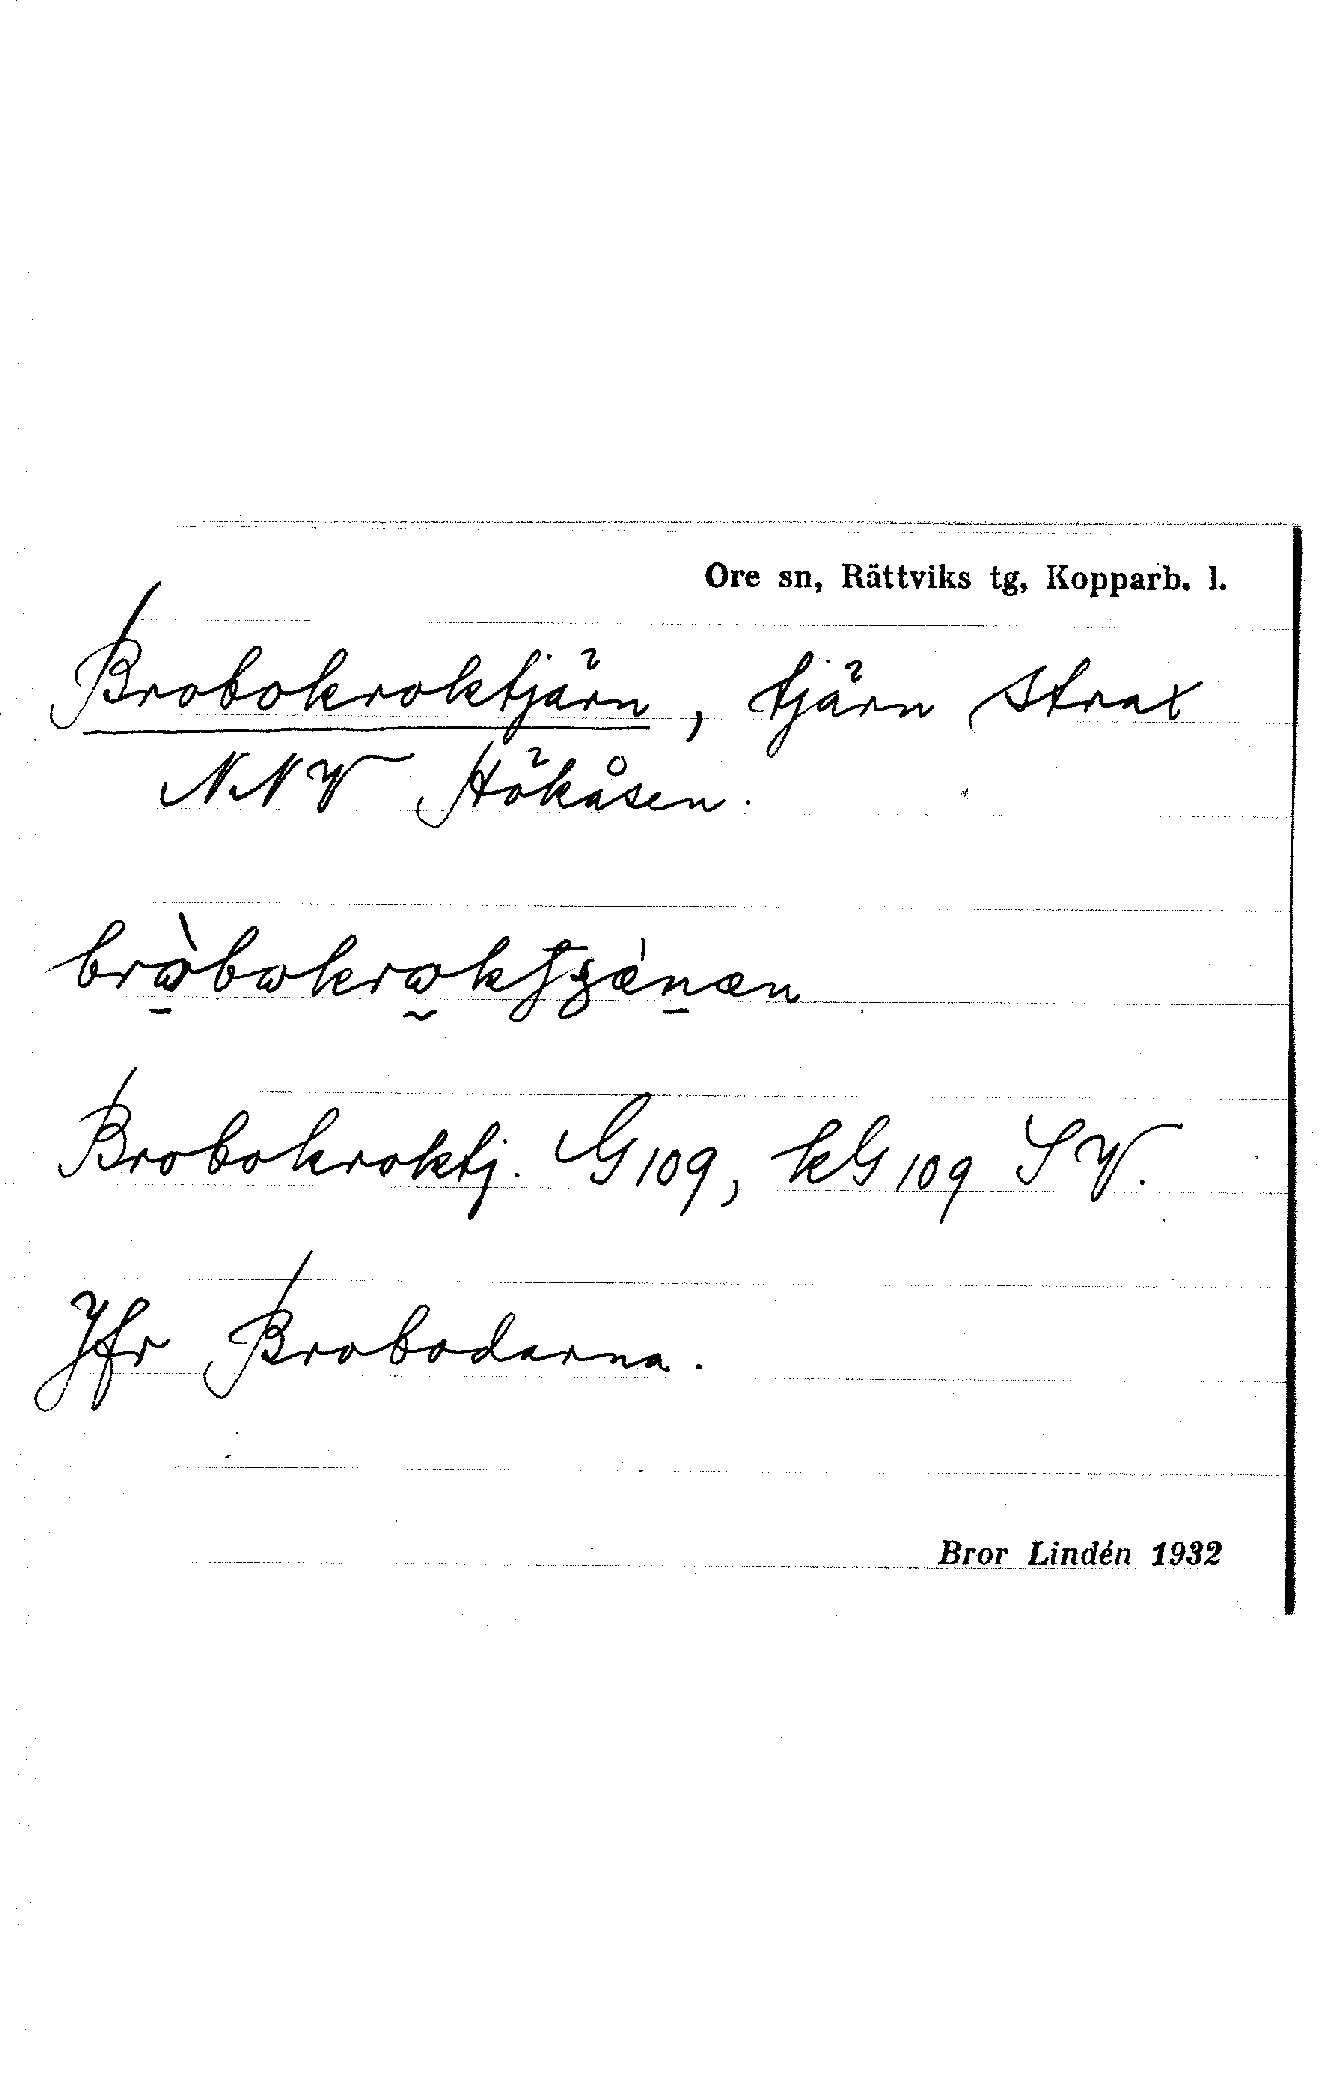 Ore sn, Rättviks tg, Kopparb. l.
Brobokroktjärn, tjärn strax
NNV Hökåsen.
Brobokroktj. G109, kG109 SV.
Jfr Brobodarna.
Bror Lindén 1932